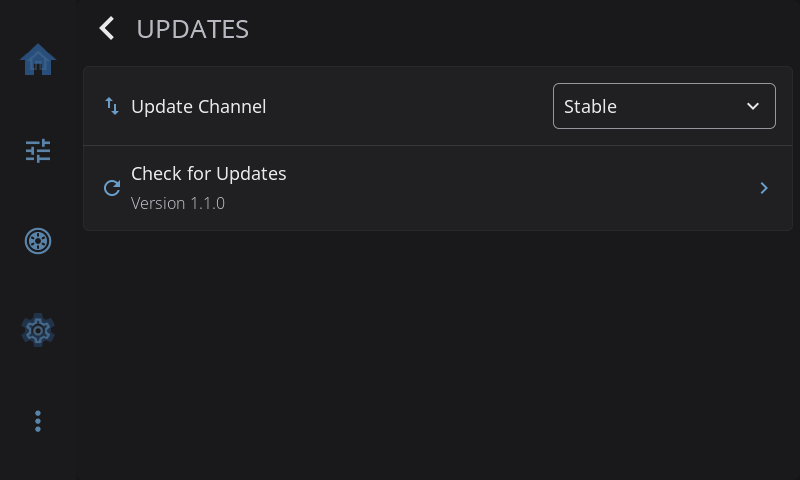 UPDATES
Update Channel
Stable
Check for Updates
Version 1.1.0